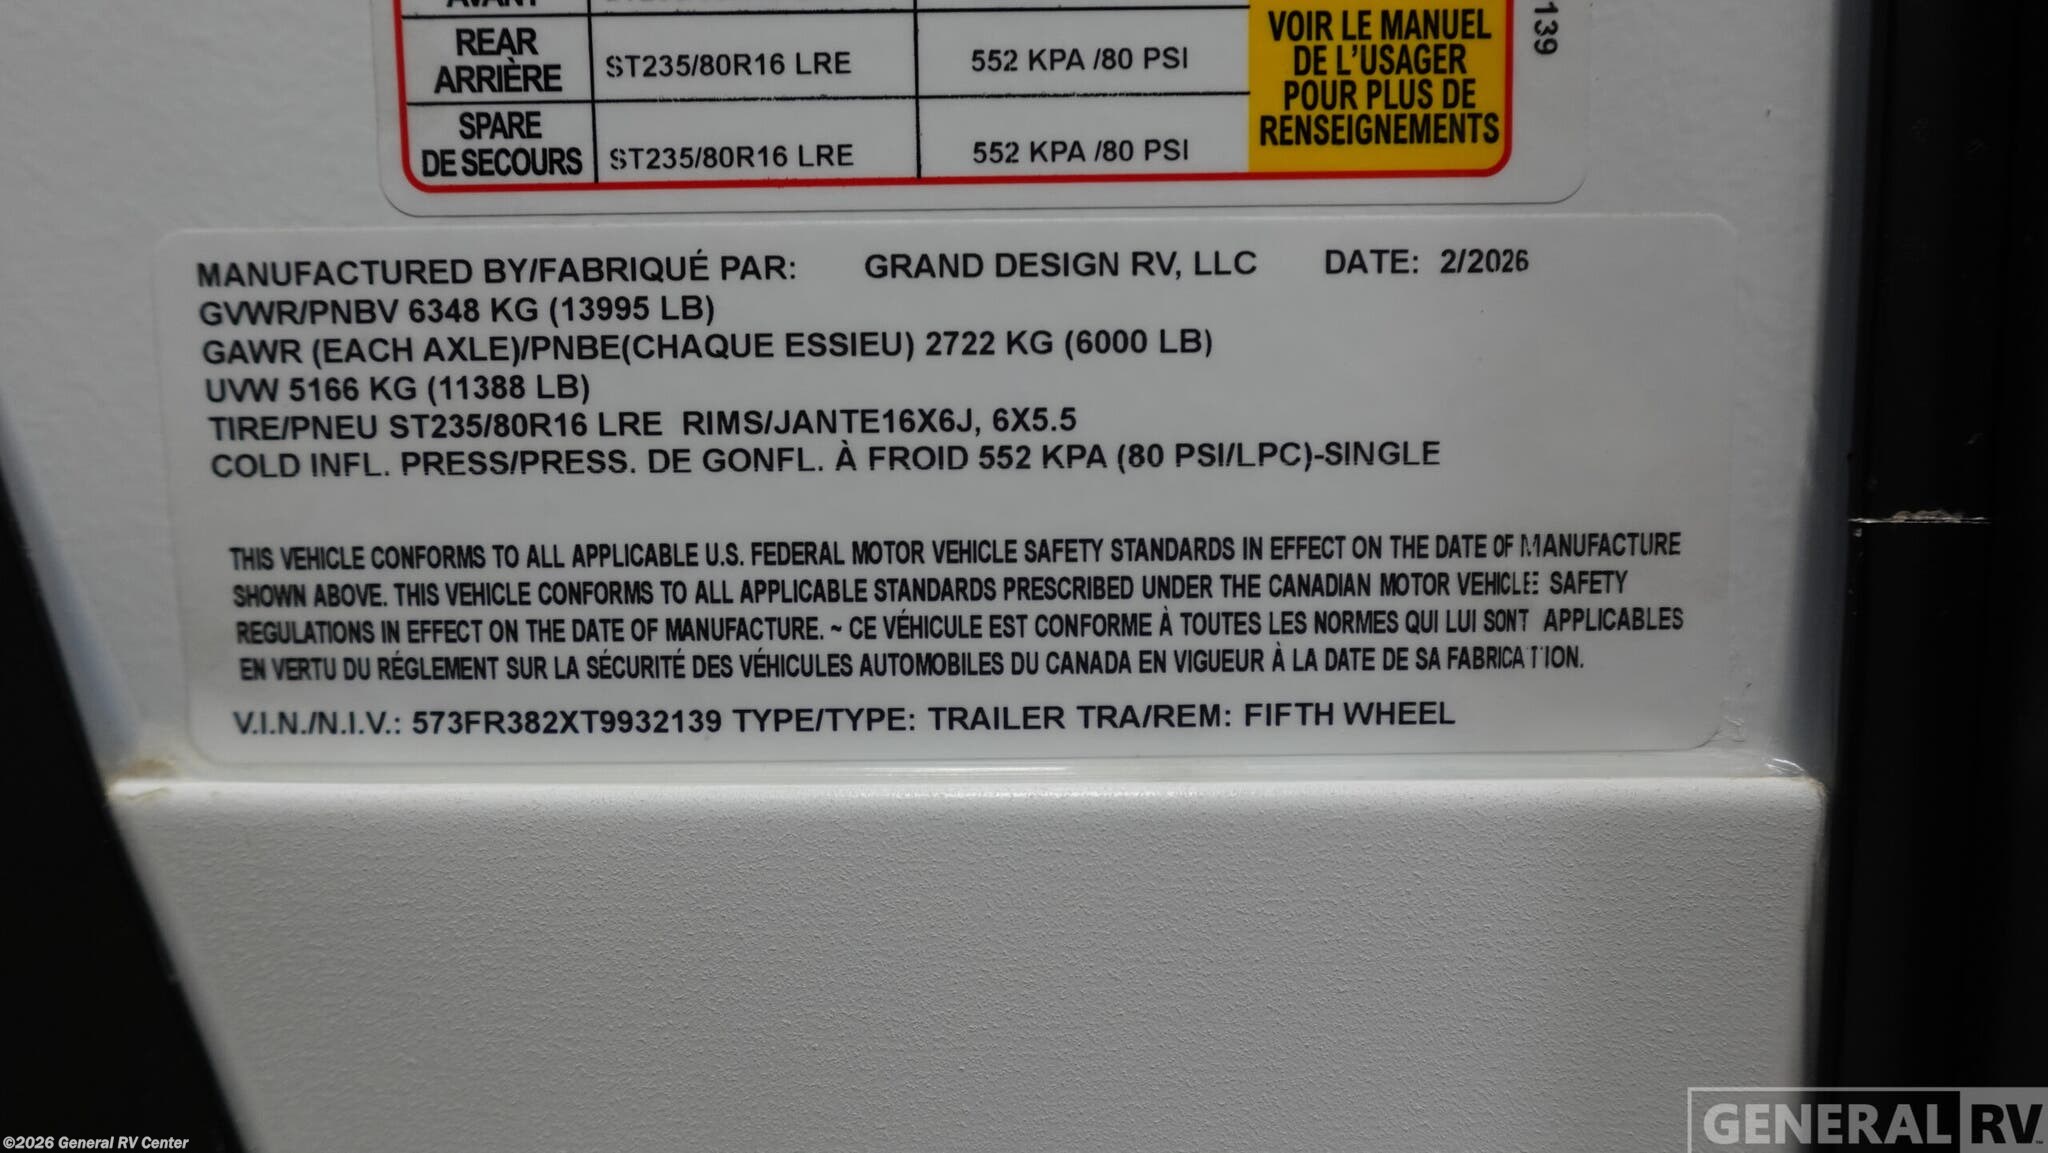 AVANT
REAR
ARRIÈRE
ST235/80R16 LRE
552 KPA /80 PSI
SPARE
DE SECOURS
ST235/80R16 LRE
552 KPA /80 PSI
VOIR LE MANUEL
DE L'USAGER
POUR PLUS DE
RENSEIGNEMENTS
139
MANUFACTURED BY/FABRIQUÉ PAR: GRAND DESIGN RV, LLC DATE: 2/2026
GVWR/PNBV 6348 KG (13995 LB)
GAWR (EACH AXLE)/PNBE(CHAQUE ESSIEU) 2722 KG (6000 LB)
UVW 5166 KG (11388 LB)
TIRE/PNEU ST235/80R16 LRE RIMS/JANTE16X6J, 6X5.5
COLD INFL. PRESS/PRESS. DE GONFL. À FROID 552 KPA (80 PSI/LPC)-SINGLE
THIS VEHICLE CONFORMS TO ALL APPLICABLE U.S. FEDERAL MOTOR VEHICLE SAFETY STANDARDS IN EFFECT ON THE DATE OF MANUFACTURE
SHOWN ABOVE. THIS VEHICLE CONFORMS TO ALL APPLICABLE STANDARDS PRESCRIBED UNDER THE CANADIAN MOTOR VEHICLE SAFETY
REGULATIONS IN EFFECT ON THE DATE OF MANUFACTURE. ~ CE VÉHICULE EST CONFORME À TOUTES LES NORMES QUI LUI SONT APPLICABLES
EN VERTU DU RÉGLEMENT SUR LA SÉCURITÉ DES VÉHICULES AUTOMOBILES DU CANADA EN VIGUEUR À LA DATE DE SA FABRICATION.
V.I.N./N.I.V.: 573FR382XT9932139 TYPE/TYPE: TRAILER TRA/REM: FIFTH WHEEL
©2026 General RV Center
GENERAL RV